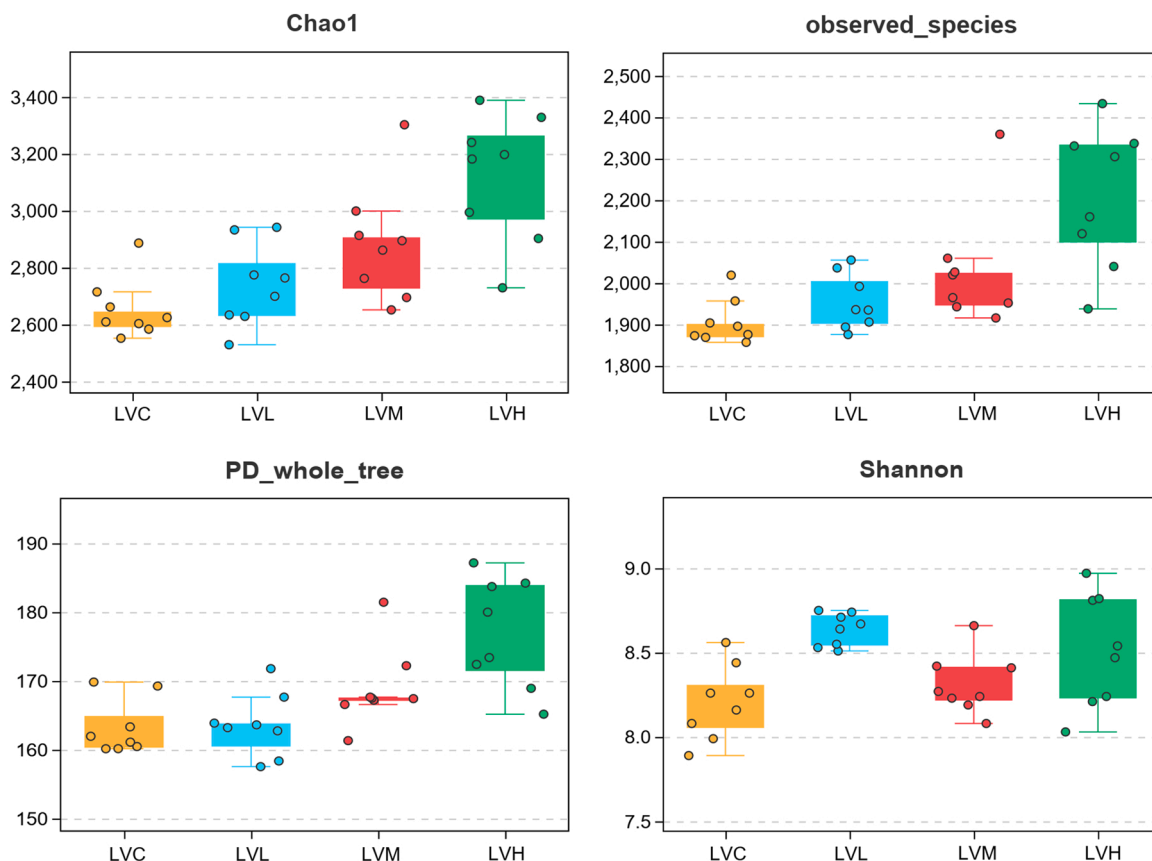 Chao1
3,400
3,200
3,000
2,800
2,600
2,400
LVC LVL LVM LVH
observed_species
2,500
2,400
2,300
2,200
2,100
2,000
1,900
1,800
LVC LVL LVM LVH
PD_whole_tree
190
180
170
160
150
LVC LVL LVM LVH
Shannon
9.0
8.5
8.0
7.5
LVC LVL LVM LVH